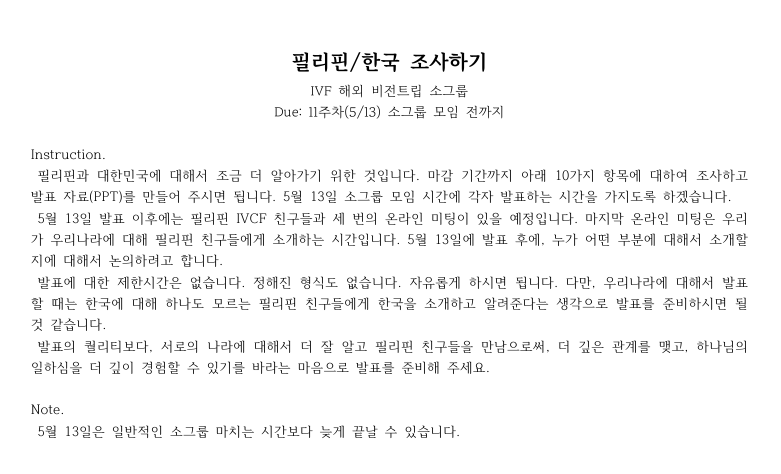 필리핀/한국 조사하기
IVF 해외 비전트립 소그룹
Due: 11주차(5/13) 소그룹 모임 전까지
Instruction.
필리핀과 대한민국에 대해서 조금 더 알아가기 위한 것입니다. 마감 기간까지 아래 10가지 항목에 대하여 조사하고
발표 자료(PPT)를 만들어 주시면 됩니다. 5월 13일 소그룹 모임 시간에 각자 발표하는 시간을 가지도록 하겠습니다.
5월 13일 발표 이후에는 필리핀 IVCF 친구들과 세 번의 온라인 미팅이 있을 예정입니다. 마지막 온라인 미팅은 우리
가 우리나라에 대해 필리핀 친구들에게 소개하는 시간입니다. 5월 13일에 발표 후에, 누가 어떤 부분에 대해서 소개할
지에 대해서 논의하려고 합니다.
발표에 대한 제한시간은 없습니다. 정해진 형식도 없습니다. 자유롭게 하시면 됩니다. 다만, 우리나라에 대해서 발표
할 때는 한국에 대해 하나도 모르는 필리핀 친구들에게 한국을 소개하고 알려준다는 생각으로 발표를 준비하시면 될
것 같습니다.
발표의 퀄리티보다, 서로의 나라에 대해서 더 잘 알고 필리핀 친구들을 만남으로써, 더 깊은 관계를 맺고, 하나님의
일하심을 더 깊이 경험할 수 있기를 바라는 마음으로 발표를 준비해 주세요.
Note.
5월 13일은 일반적인 소그룹 마치는 시간보다 늦게 끝날 수 있습니다.